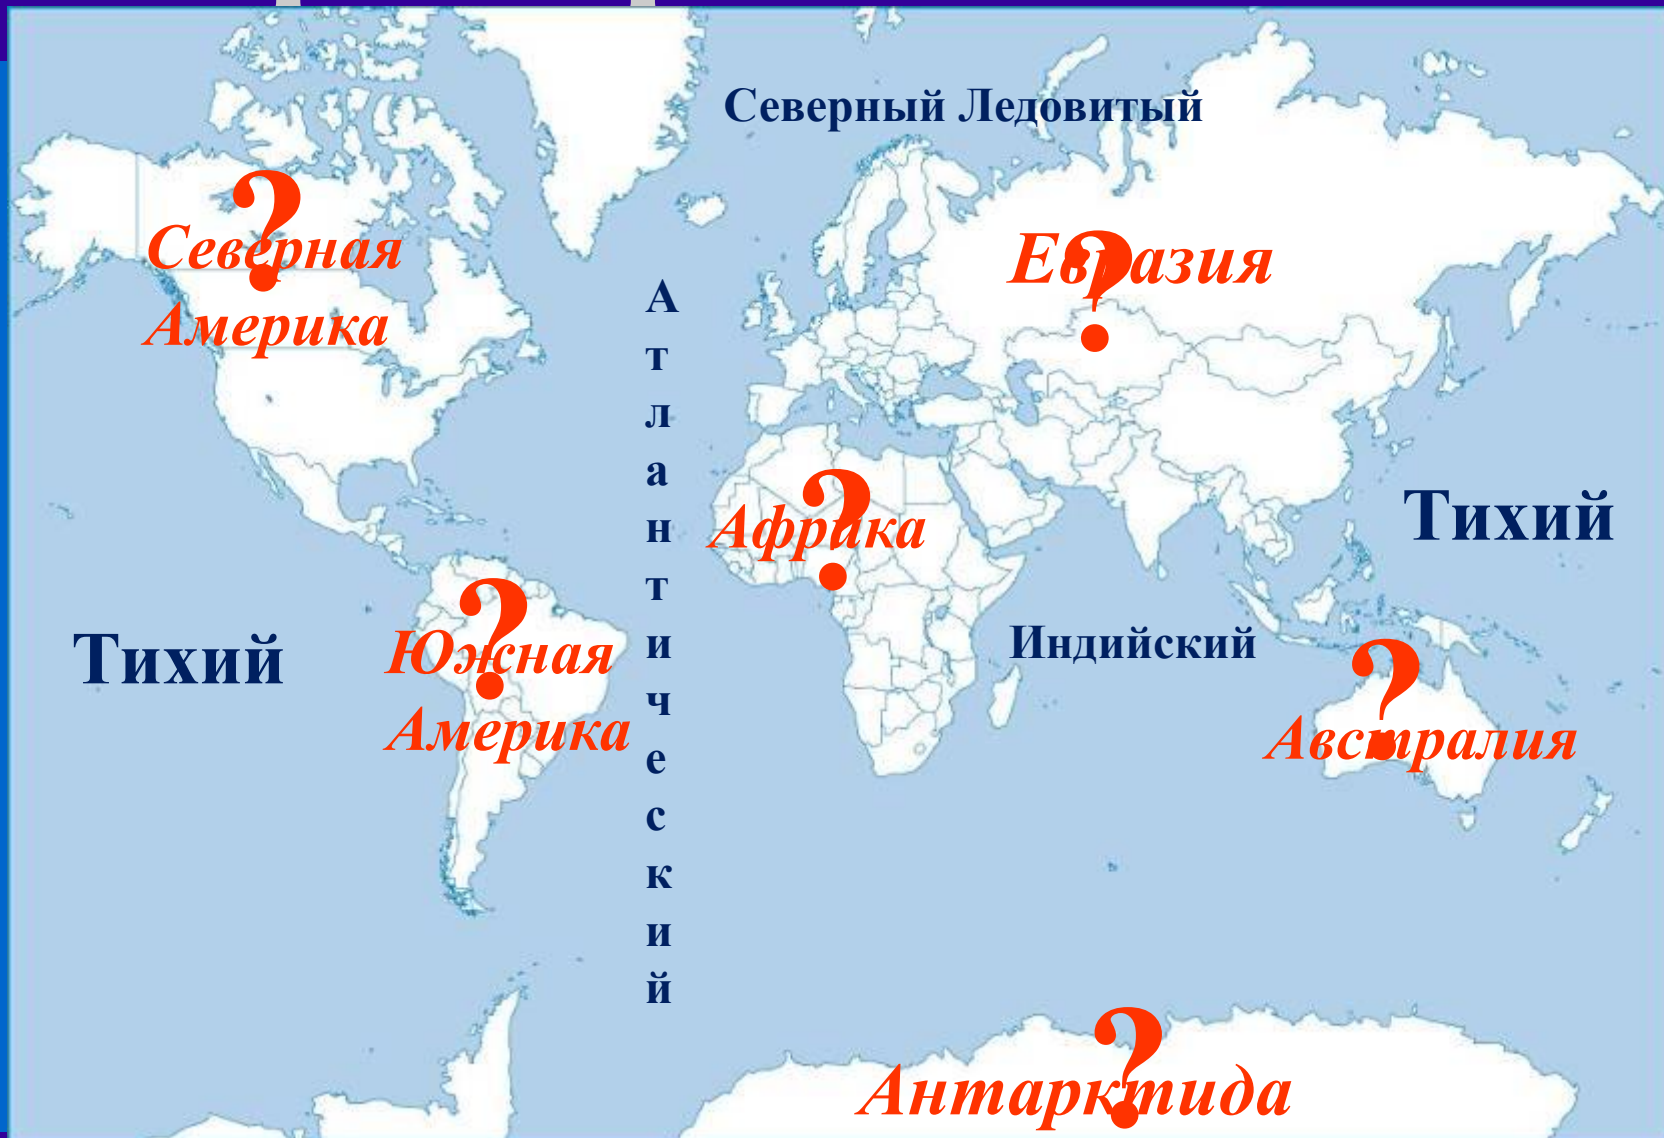 Северный Ледовитый
?
Северная
Америка
?
Евразия
Атлантический
?
Африка
Тихий
?
Южная
Америка
Тихий
Индийский
?
Австралия
?
Антарктида